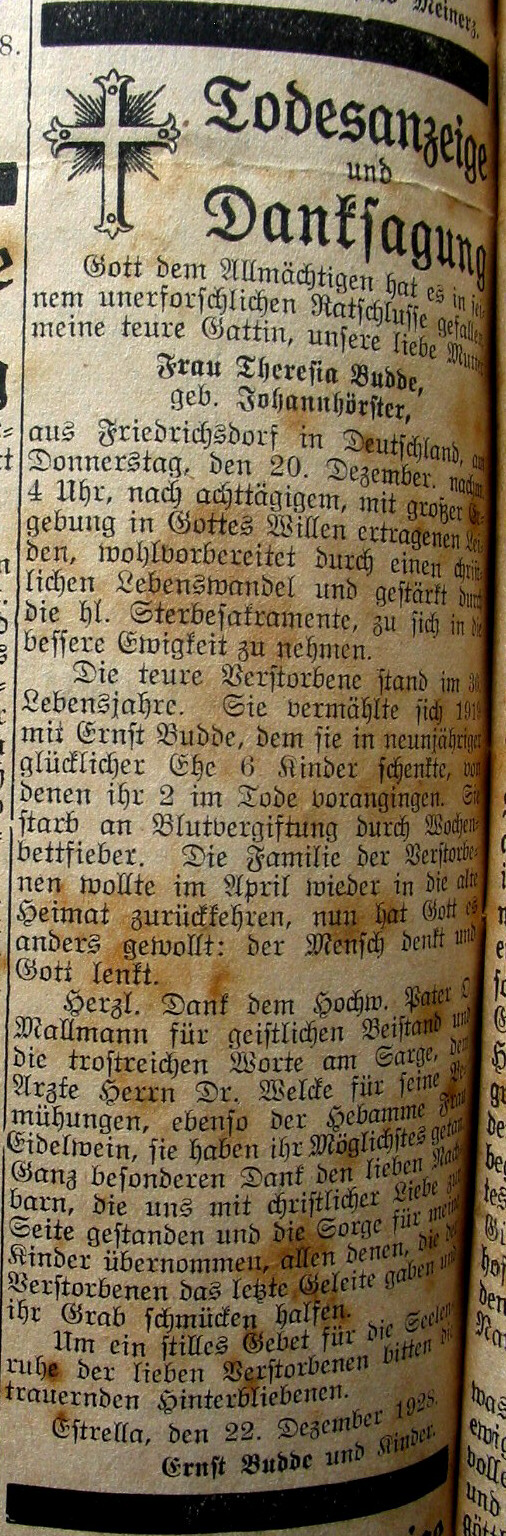 Meinerz.
8.
Todesanzeige
und
Danksagung
Gott dem Allmächtigen hat es in sei-
nem unerforschlichen Ratschlusse gefallen,
meine teure Gattin, unsere liebe Mutter
Frau Theresia Budde,
geb. Johannhörster,
aus Friedrichsdorf in Deutschland, am
Donnerstag, den 20. Dezember, nachm.
4 Uhr, nach achttägigem, mit großer Er-
gebung in Gottes Willen ertragenen Lei-
den, wohlvorbereitet durch einen christ-
lichen Lebenswandel und gestärkt durch
die hl. Sterbesakramente, zu sich in die
bessere Ewigkeit zu nehmen.
Die teure Verstorbene stand im
Lebensjahre. Sie vermählte sich 1919
mit Ernst Budde, dem sie in neunjähriger
glücklicher Ehe 6 Kinder schenkte, von
denen ihr 2 im Tode vorangingen. Sie
starb an Blutvergiftung durch Wochen-
bettfieber. Die Familie der Verstorbe-
nen wollte im April wieder in die alte
Heimat zurückkehren, nun hat Gott es
anders gewollt: der Mensch denkt und
Gott lenkt.
Herzl. Dank dem Hochw. Pater
Mallmann für geistlichen Beistand und
die trostreichen Worte am Sarge, dem
Arzte Herrn Dr. Welcke für seine Be-
mühungen, ebenso der Hebamme Frau
Eidelwein, sie haben ihr Möglichstes getan.
Ganz besonderen Dank den lieben Nach-
barn, die uns mit christlicher Liebe zur
Seite gestanden und die Sorge für meine
Kinder übernommen, allen denen, die der
Verstorbenen das letzte Geleite gaben und
ihr Grab schmücken halfen.
Um ein stilles Gebet für die Seelen-
ruhe der lieben Verstorbenen bitten die
trauernden Hinterbliebenen.
Estrella, den 22. Dezember 1928.
Ernst Budde und Kinder.